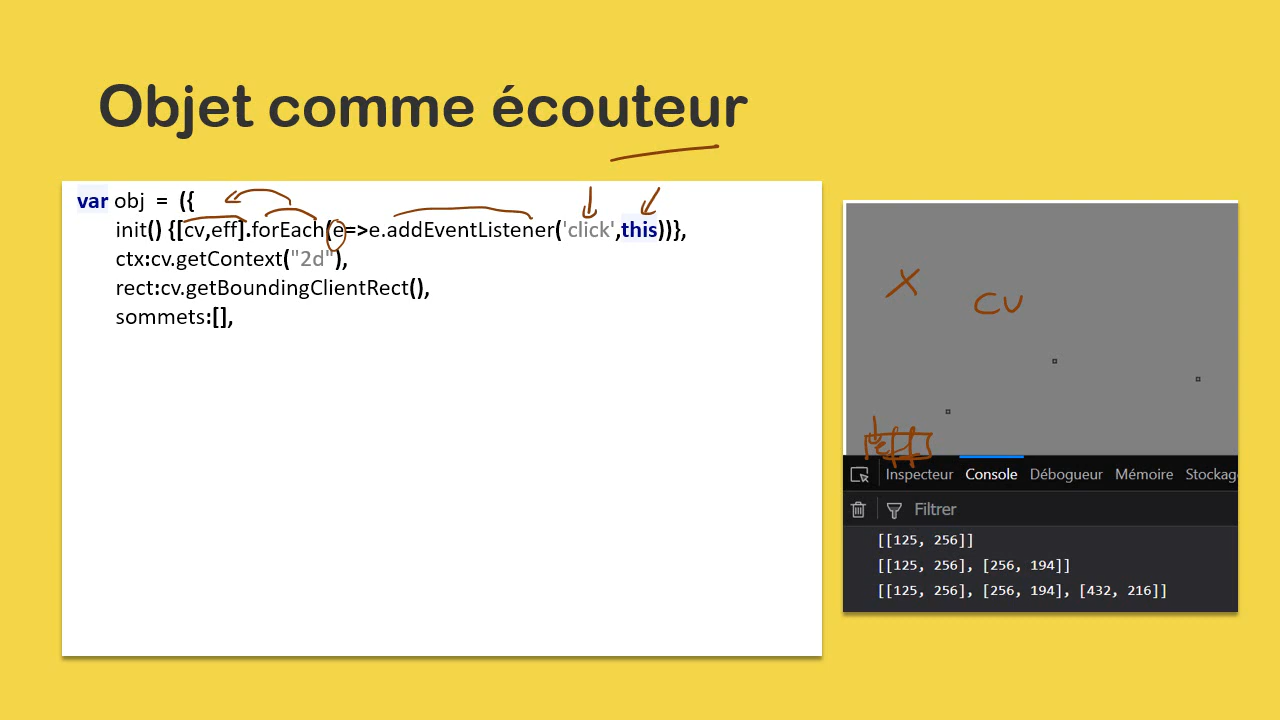 Objet comme écouteur
var obj = ({
init() {[cv,eff].forEach(e=>e.addEventListener('click',this))},
ctx:cv.getContext("2d"),
rect:cv.getBoundingClientRect(),
sommets:[],
X
CV
eff
Inspecteur Console Débogueur Mémoire Stockag
Filtrer
[[125, 256]]
[[125, 256], [256, 194]]
[[125, 256], [256, 194], [432, 216]]